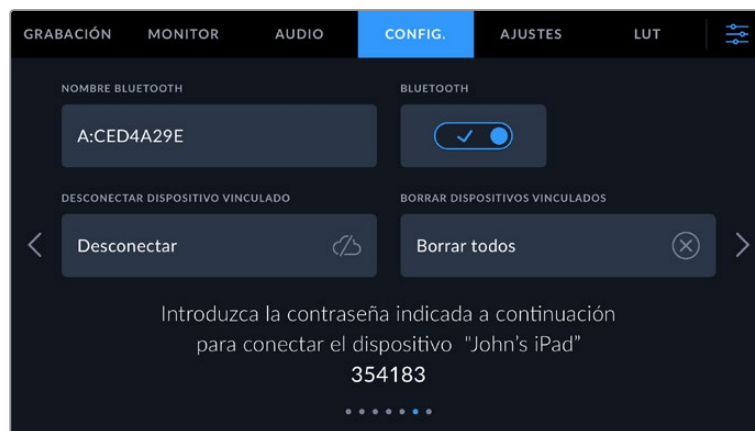 GRABACIÓN MONITOR AUDIO CONFIG. AJUSTES LUT
NOMBRE BLUETOOTH BLUETOOTH
A:CED4A29E
DESCONECTAR DISPOSITIVO VINCULADO BORRAR DISPOSITIVOS VINCULADOS
Desconectar Borrar todos
Introduzca la contraseña indicada a continuación
para conectar el dispositivo "John's iPad”
354183